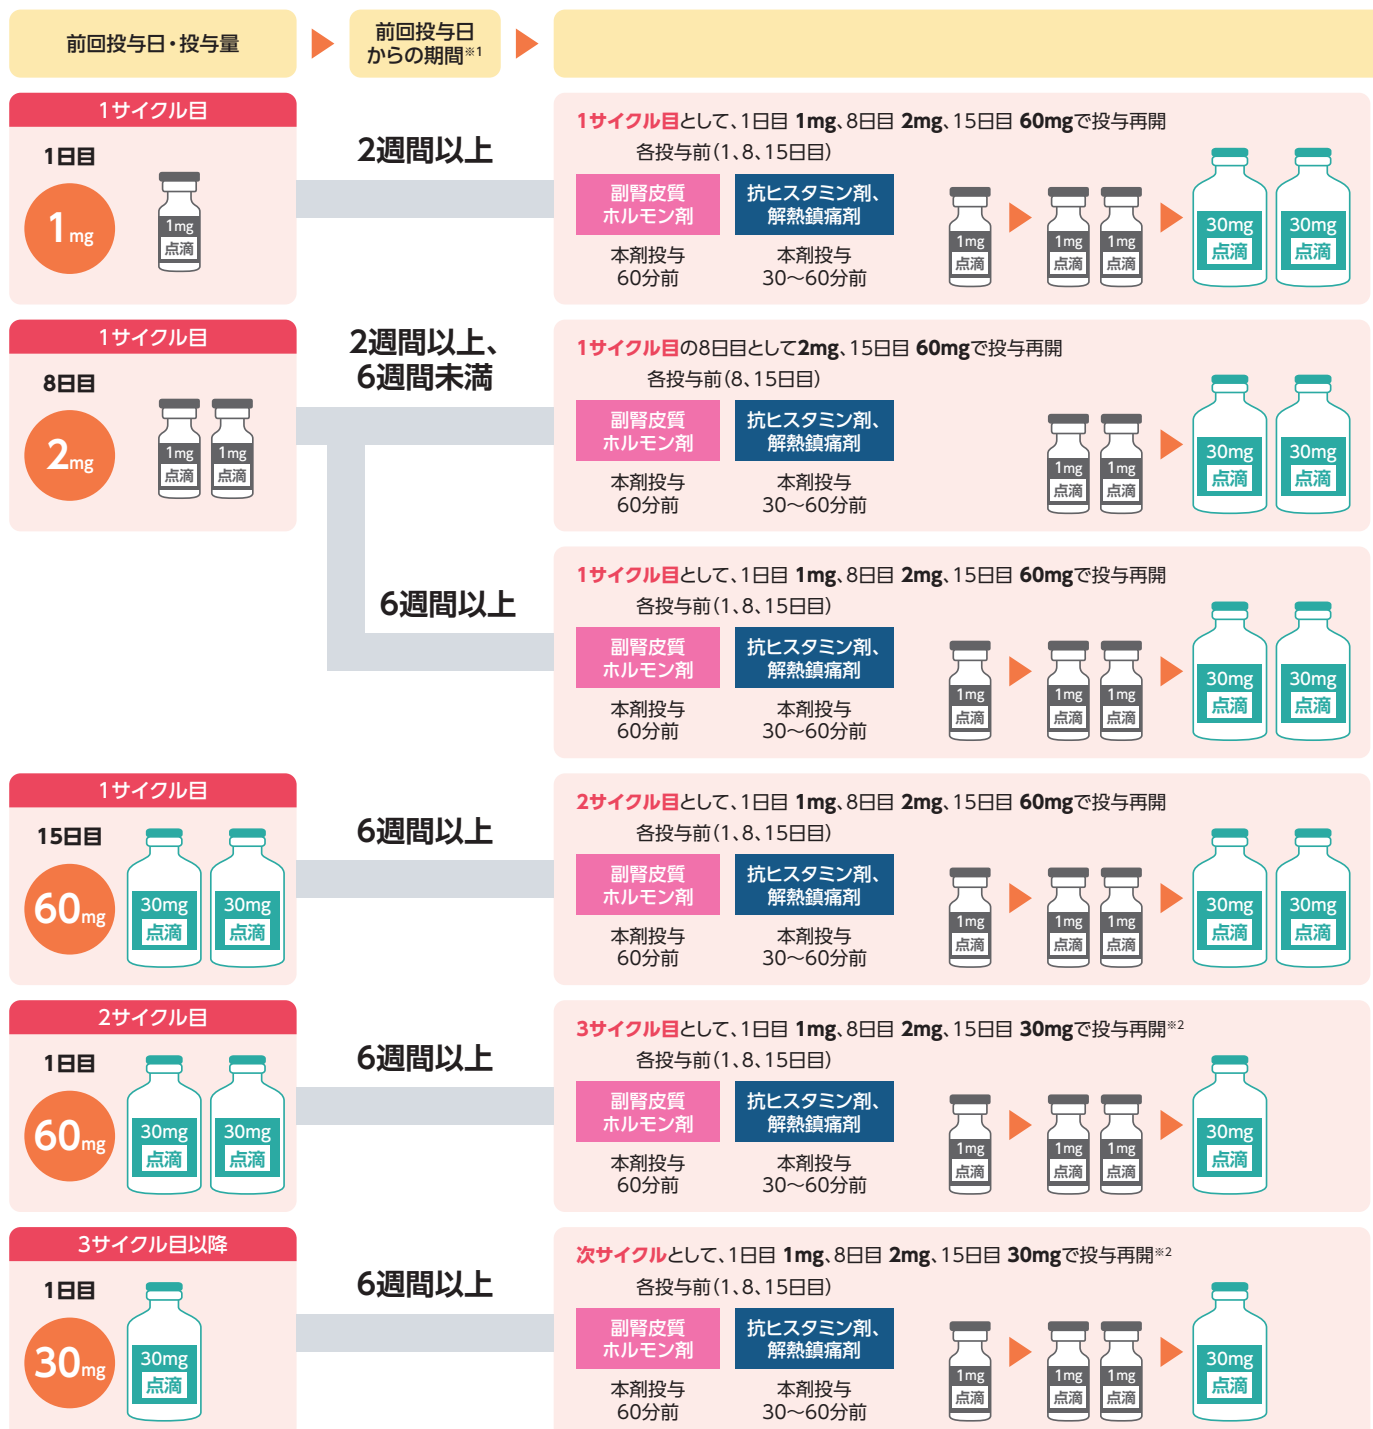 前回投与日・投与量
前回投与日
からの期間※1
1サイクル目
1日目
1mg
1mg
点滴
2週間以上
1サイクル目として、1日目 1mg、8日目 2mg、15日目 60mgで投与再開
各投与前(1、8、15日目)
副腎皮質
ホルモン剤
抗ヒスタミン剤、
解熱鎮痛剤
本剤投与
60分前
本剤投与
30〜60分前
1mg
点滴
1mg
点滴
1mg
点滴
30mg
点滴
30mg
点滴
1サイクル目
8日目
2mg
1mg
点滴
1mg
点滴
2週間以上、
6週間未満
1サイクル目の8日目として2mg、15日目 60mgで投与再開
各投与前(8、15日目)
副腎皮質
ホルモン剤
抗ヒスタミン剤、
解熱鎮痛剤
本剤投与
60分前
本剤投与
30〜60分前
1mg
点滴
1mg
点滴
30mg
点滴
30mg
点滴
6週間以上
1サイクル目として、1日目 1mg、8日目 2mg、15日目 60mgで投与再開
各投与前(1、8、15日目)
副腎皮質
ホルモン剤
抗ヒスタミン剤、
解熱鎮痛剤
本剤投与
60分前
本剤投与
30〜60分前
1mg
点滴
1mg
点滴
1mg
点滴
30mg
点滴
30mg
点滴
1サイクル目
15日目
60mg
30mg
点滴
30mg
点滴
6週間以上
2サイクル目として、1日目 1mg、8日目 2mg、15日目 60mgで投与再開
各投与前(1、8、15日目)
副腎皮質
ホルモン剤
抗ヒスタミン剤、
解熱鎮痛剤
本剤投与
60分前
本剤投与
30〜60分前
1mg
点滴
1mg
点滴
1mg
点滴
30mg
点滴
30mg
点滴
2サイクル目
1日目
60mg
30mg
点滴
30mg
点滴
6週間以上
3サイクル目として、1日目 1mg、8日目 2mg、15日目 30mgで投与再開※2
各投与前(1、8、15日目)
副腎皮質
ホルモン剤
抗ヒスタミン剤、
解熱鎮痛剤
本剤投与
60分前
本剤投与
30〜60分前
1mg
点滴
1mg
点滴
1mg
点滴
30mg
点滴
3サイクル目以降
1日目
30mg
30mg
点滴
6週間以上
次サイクルとして、1日目 1mg、8日目 2mg、15日目 30mgで投与再開※2
各投与前(1、8、15日目)
副腎皮質
ホルモン剤
抗ヒスタミン剤、
解熱鎮痛剤
本剤投与
60分前
本剤投与
30〜60分前
1mg
点滴
1mg
点滴
1mg
点滴
30mg
点滴